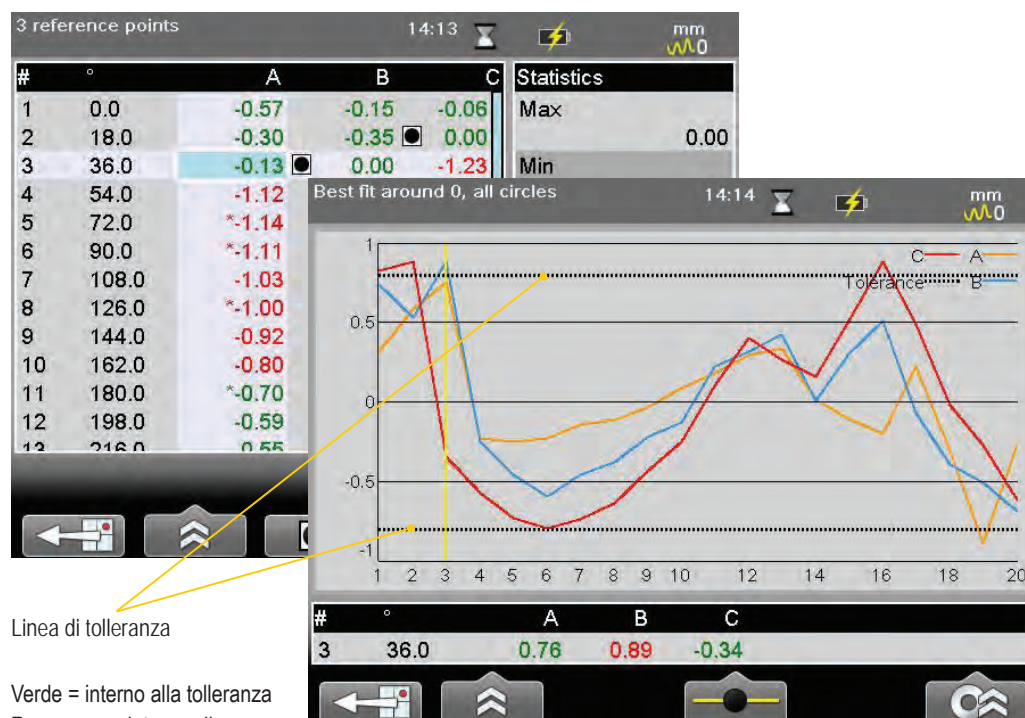 3 reference points 14:13 mm 0
# ° A B C Statistics
1 0.0 -0.57 -0.15 -0.06 Max
2 18.0 -0.30 -0.35 0.00 0.00
3 36.0 -0.13 0.00 -1.23 Min
4 54.0 -1.12
5 72.0 *-1.14
6 90.0 *-1.11
7 108.0 -1.03
8 126.0 *-1.00
9 144.0 -0.92
10 162.0 -0.80
11 180.0 *-0.70
12 198.0 -0.59
13 216.0 0.55
Best fit around 0, all circles 14:14 mm 0
C A
Tolerance B
1
0.5
0
-0.5
-1
1 2 3 4 5 6 7 8 9 10 12 14 16 18 20
# ° A B C
3 36.0 0.76 0.89 -0.34
Linea di tolleranza
Verde = interno alla tolleranza